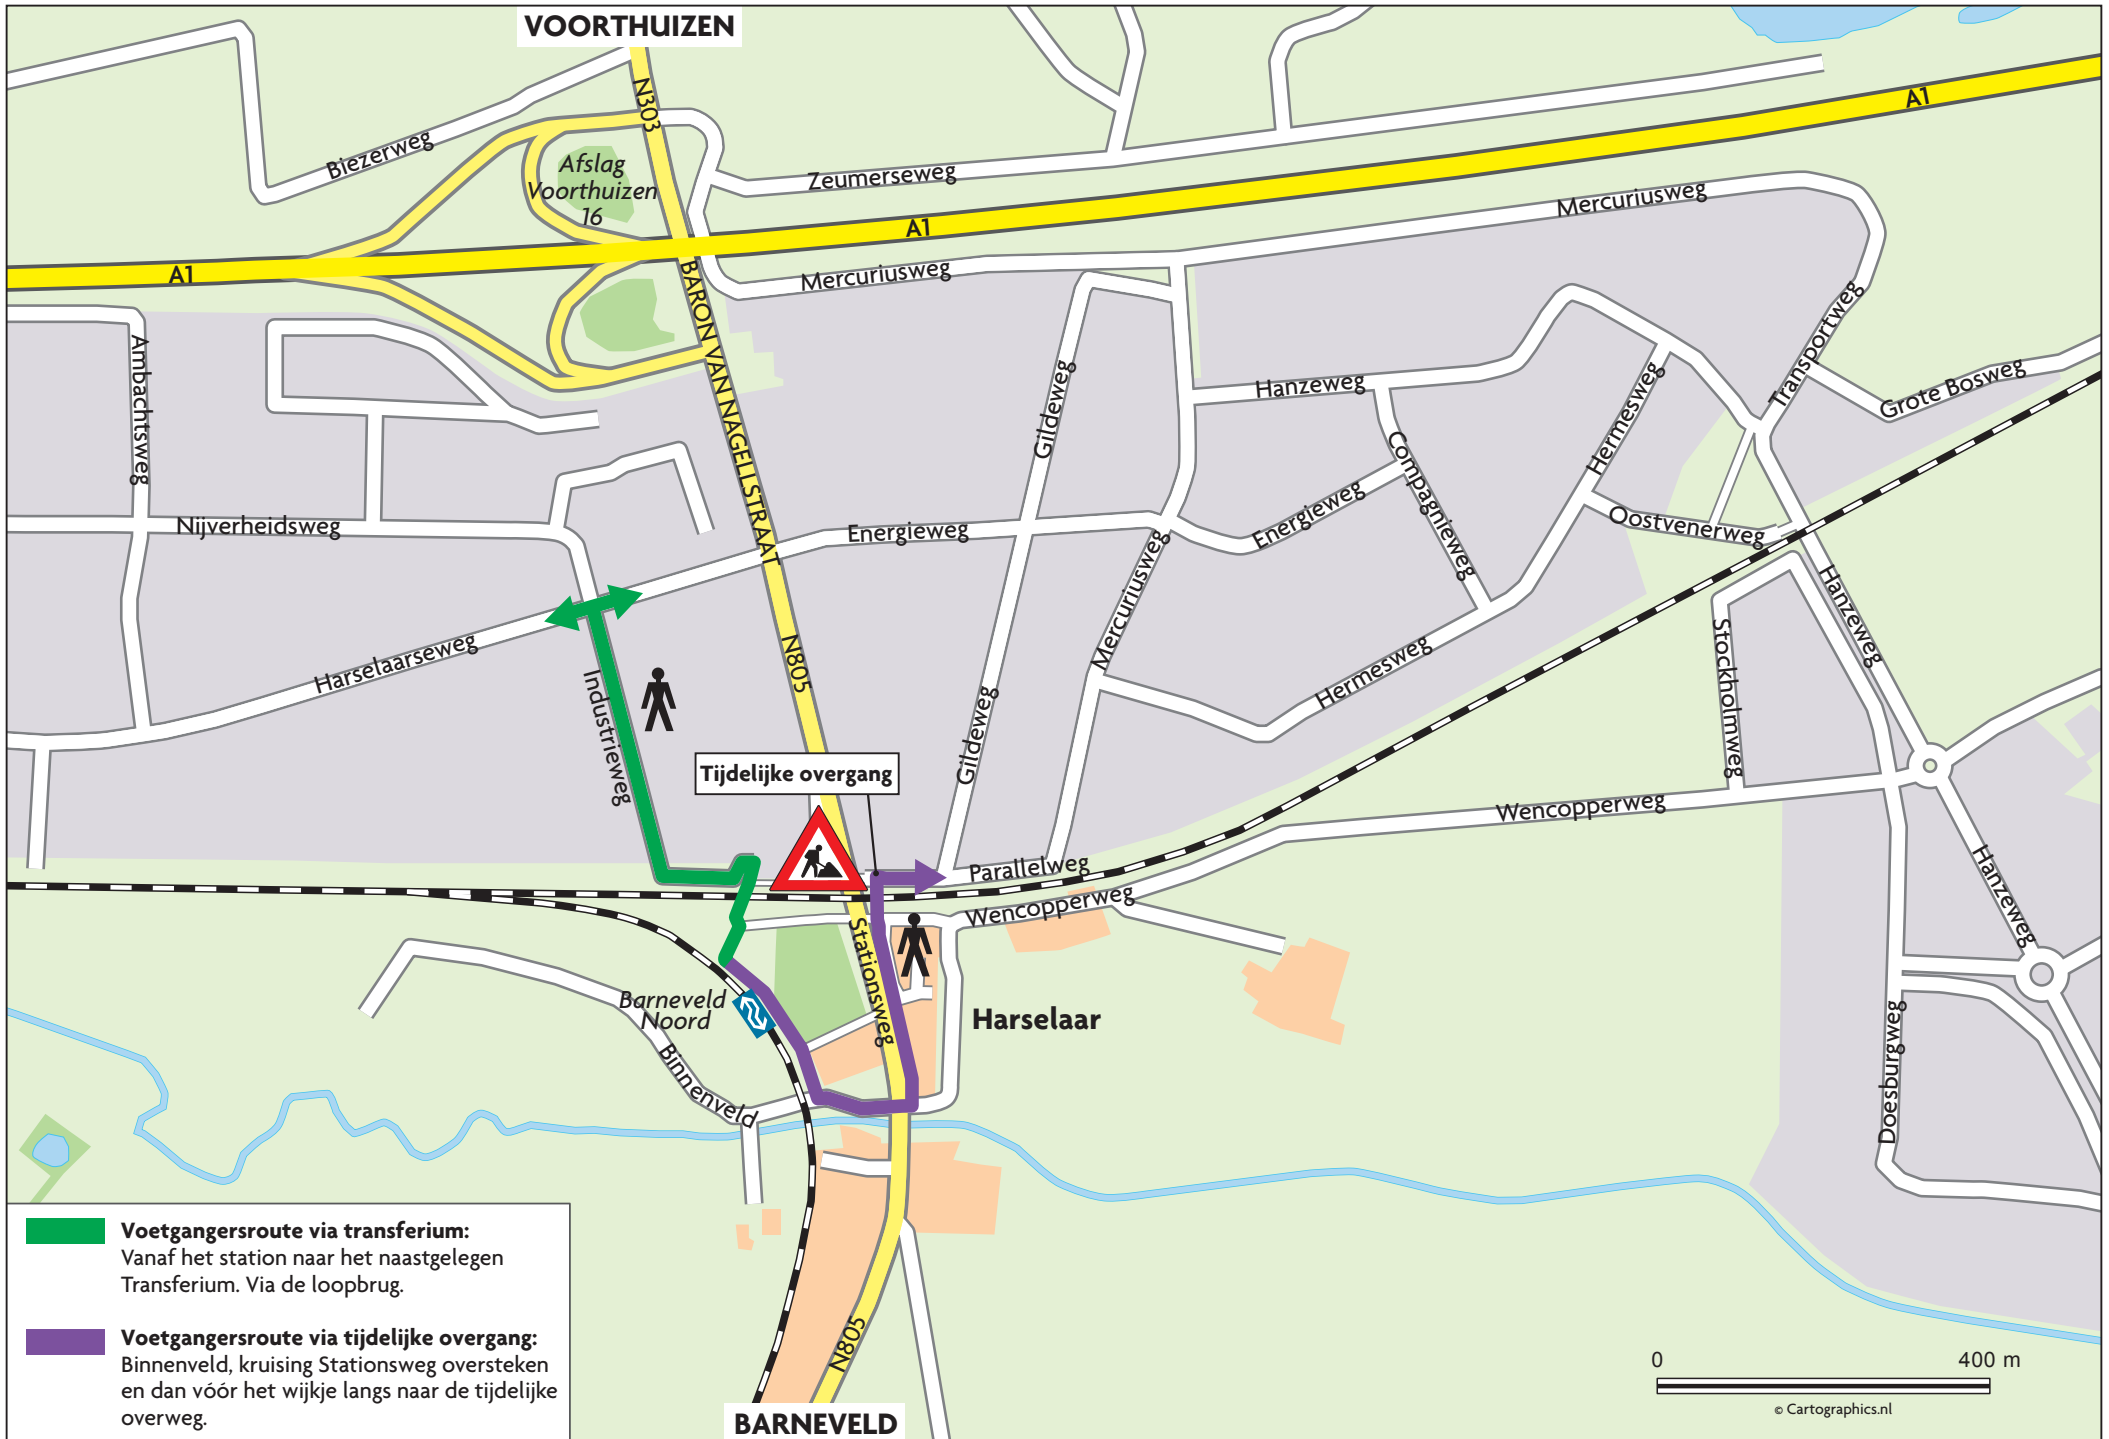 VOORTHUIZEN
N303
Biezerweg
Afslag
Voorthuizen
16
Zeumerseweg
A1
A1
A1
Mercuriusweg
Mercuriusweg
BARON VAN NAGELLSTRAAT
Ambachtsweg
Gildeweg
Hanzeweg
Hermesweg
Transportweg
Grote Bosweg
Compagnieweg
Nijverheidsweg
Energieweg
Energieweg
Oostvenerweg
Mercuriusweg
Hanzeweg
Harselaarseweg
N805
Hermesweg
Stockholmweg
Industrieweg
Gildeweg
Tijdelijke overgang
Wencopperweg
Parallelweg
Wencopperweg
Hanzeweg
Stationsweg
Barneveld
Noord
Harselaar
Binnenveld
Doesburgweg
Voetgangersroute via transferium:
Vanaf het station naar het naastgelegen
Transferium. Via de loopbrug.
Voetgangersroute via tijdelijke overgang:
Binnenveld, kruising Stationsweg oversteken
en dan vóór het wijkje langs naar de tijdelijke
overweg.
N805
BARNEVELD
0 400 m
© Cartographics.nl